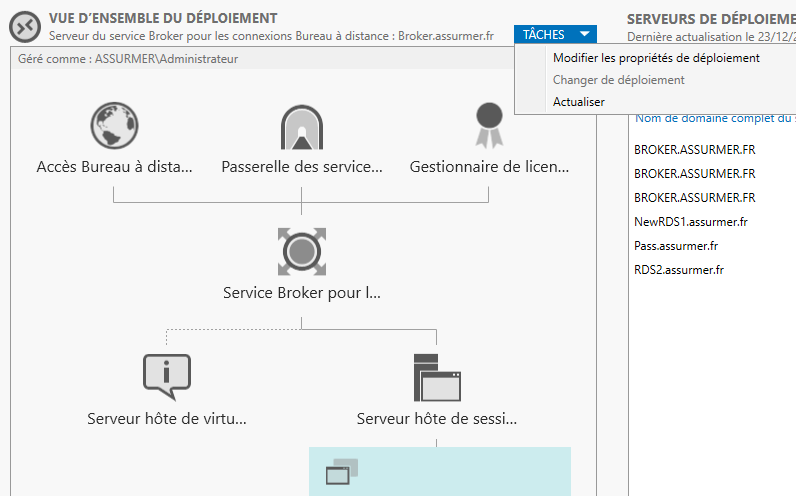 VUE D'ENSEMBLE DU DÉPLOIEMENT
Serveur du service Broker pour les connexions Bureau à distance : Broker.assurmer.fr
Géré comme : ASSURMER\Administrateur
TÂCHES
Modifier les propriétés de déploiement
Changer de déploiement
Actualiser
Accès Bureau à dista...
Passerelle des service...
Gestionnaire de licen...
Service Broker pour l...
Serveur hôte de virtu...
Serveur hôte de sessi...
SERVEURS DE DÉPLOIEME
Dernière actualisation le 23/12/2
Nom de domaine complet du s
BROKER.ASSURMER.FR
BROKER.ASSURMER.FR
BROKER.ASSURMER.FR
NewRDS1.assurmer.fr
Pass.assurmer.fr
RDS2.assurmer.fr